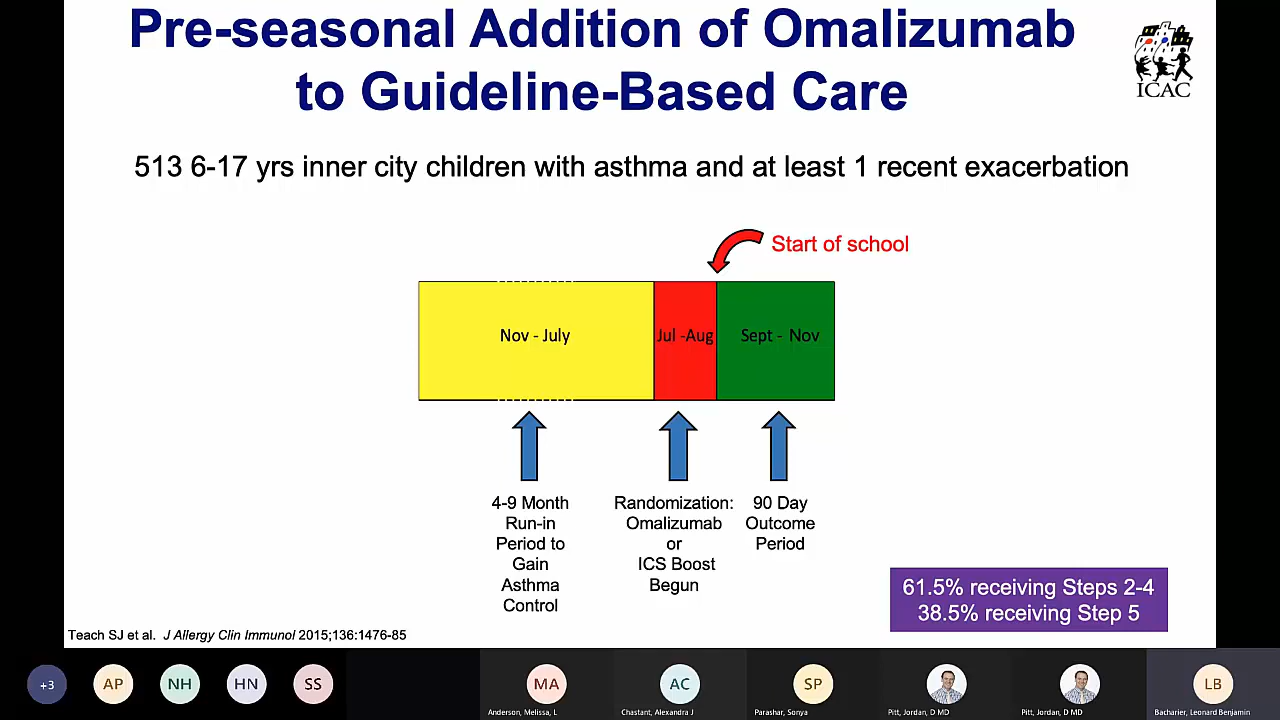 Pre-seasonal Addition of Omalizumab
to Guideline-Based Care
ICAC
513 6-17 yrs inner city children with asthma and at least 1 recent exacerbation
Start of school
Nov - July
Jul -Aug
Sept - Nov
4-9 Month
Run-in
Period to
Gain
Asthma
Control
Randomization:
Omalizumab
or
ICS Boost
Begun
90 Day
Outcome
Period
61.5% receiving Steps 2-4
38.5% receiving Step 5
Teach SJ et al. J Allergy Clin Immunol 2015;136:1476-85
+3
AP
NH
HN
SS
MA
Anderson, Melissa, L
AC
Chastant, Alexandra J
SP
Parashar, Sonya
Pitt, Jordan, D MD
Pitt, Jordan, D MD
LB
Bacharier, Leonard Benjamin